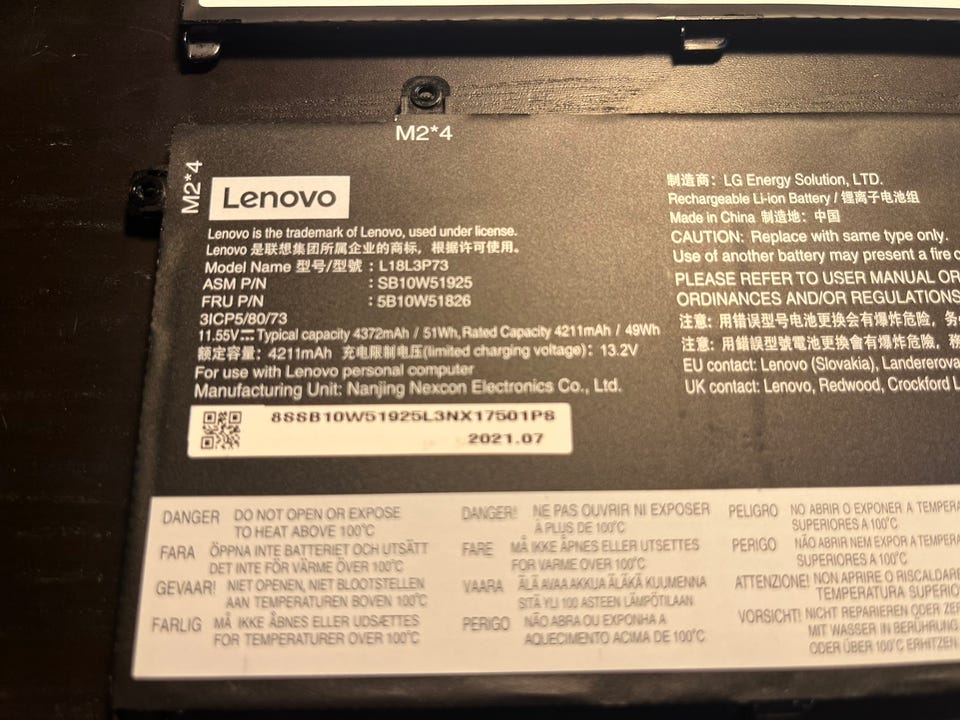 M2*4
M2*4
Lenovo
Lenovo is the trademark of Lenovo, used under license.
Lenovo 是联想集团所属企业的商标，根据许可使用。
Model Name 型号/型號 : L18L3P73
ASM P/N : SB10W51925
FRU P/N : 5B10W51826
3ICP5/80/73
11.55V⎓ Typical capacity 4372mAh / 51Wh, Rated Capacity 4211mAh / 49Wh
额定容量: 4211mAh 充电限制电压(limited charging voltage): 13.2V
For use with Lenovo personal computer
Manufacturing Unit: Nanjing Nexcon Electronics Co., Ltd.
8SSB10W51925L3NX17501P8
2021.07
制造商: LG Energy Solution, LTD.
Rechargeable Li-ion Battery / 锂离子电池组
Made in China 制造地: 中国
CAUTION: Replace with same type only.
Use of another battery may present a fire
PLEASE REFER TO USER MANUAL OR
ORDINANCES AND/OR REGULATIONS
注意: 用错误型号电池更换会有爆炸危险，务
注意: 用錯誤型號電池更換會有爆炸危險，務
EU contact: Lenovo (Slovakia), Landererova
UK contact: Lenovo, Redwood, Crockford
DANGER DO NOT OPEN OR EXPOSE
TO HEAT ABOVE 100°C
FARA ÖPPNA INTE BATTERIET OCH UTSÄTT
DET INTE FÖR VÄRME ÖVER 100°C
GEVAAR! NIET OPENEN, NIET BLOOTSTELLEN
AAN TEMPERATUREN BOVEN 100°C
FARLIG MÅ IKKE ÅBNES ELLER UDSÆTTES
FOR TEMPERATURER OVER 100°C
DANGER! NE PAS OUVRIR NI EXPOSER
À PLUS DE 100°C
FARE MÅ IKKE ÅPNES ELLER UTSETTES
FOR VARME OVER 100°C
VAARA ÄLÄ AVAA AKKUA ÄLÄKÄ KUUMENNA
SITÄ YLI 100 ASTEEN LÄMPÖTILAAN
PERIGO NÃO ABRA OU EXPONHA A
AQUECIMENTO ACIMA DE 100°C
PELIGRO NO ABRIR O EXPONER A TEMPERA
SUPERIORES A 100°C
PERIGO NÃO ABRIR NEM EXPOR A TEMPERA
SUPERIORES A 100°C
ATTENZIONE! NON APRIRE O RISCALDARE
TEMPERATURA SUPERIO
VORSICHT! NICHT REPARIEREN ODER ZER
MIT WASSER IN BERÜHRUNG
ODER ÜBER 100°C ERHITZEN